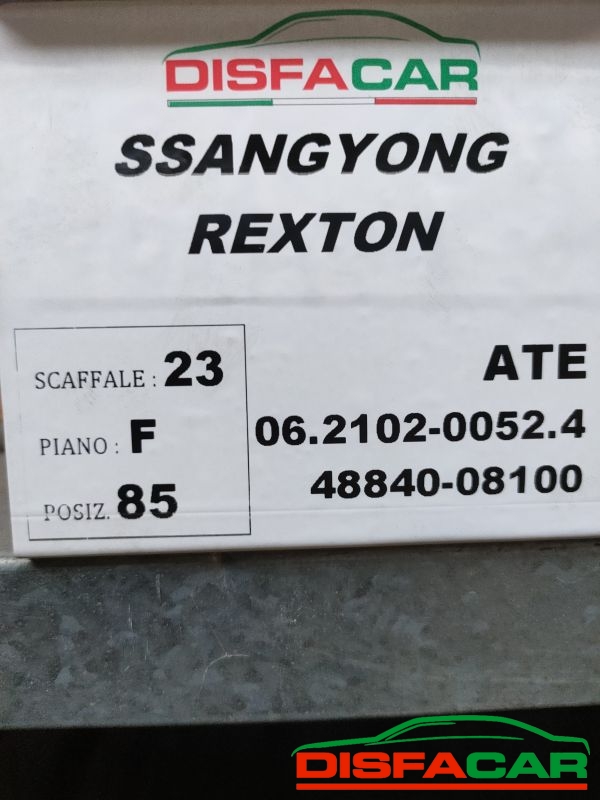 DISFACAR
SSANGYONG
REXTON
SCAFFALE : 23
PIANO : F
POSIZ. 85
ATE
06.2102-0052.4
48840-08100
DISFACAR